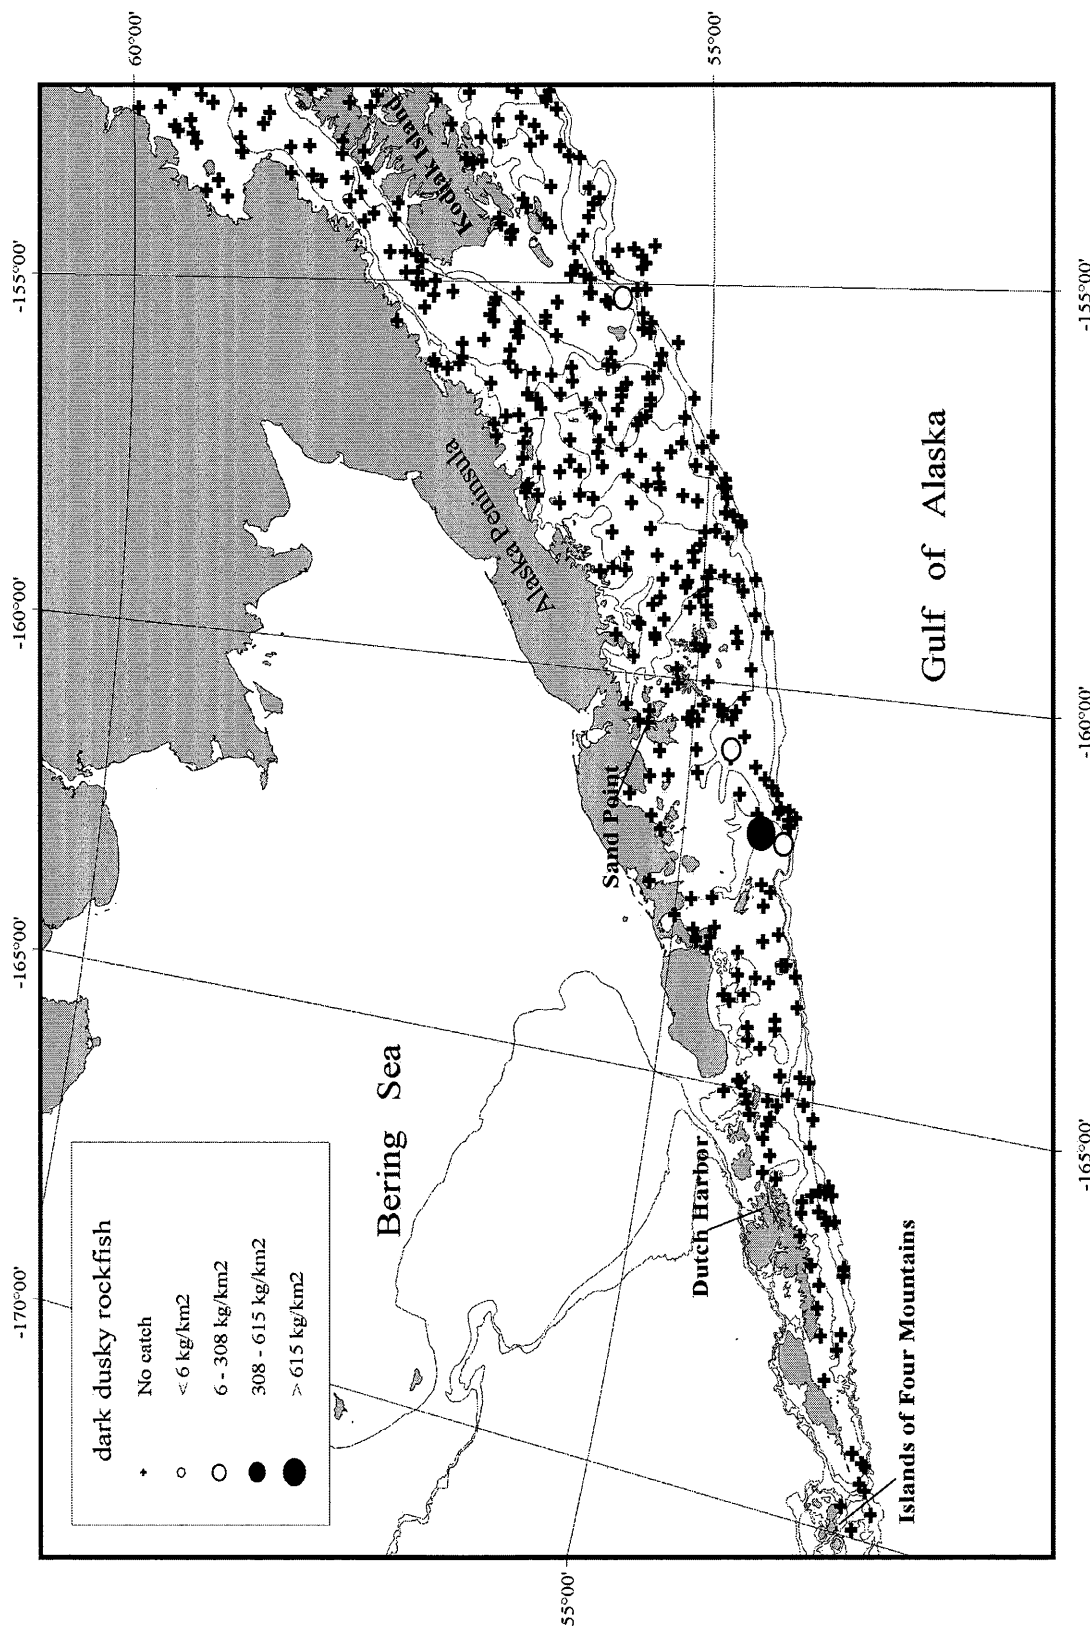 dark dusky rockfish
No catch
< 6 kg/km2
6 - 308 kg/km2
308 - 615 kg/km2
> 615 kg/km2
-170°00'
-165°00'
-160°00'
-155°00'
60°00'
55°00'
Bering Sea
Alaska Peninsula
Kodiak Island
Sand Point
Dutch Harbor
Islands of Four Mountains
Gulf of Alaska
55°00'
-165°00'
-160°00'
-155°00'